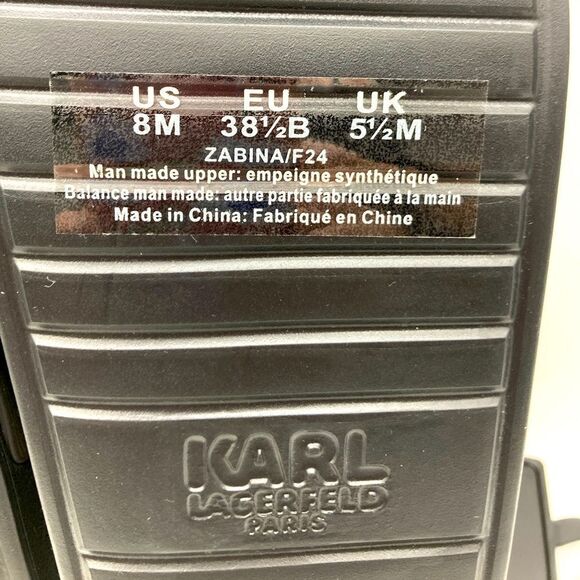 US EU UK
8M 38½B 5½M
ZABINA/F24
Man made upper: empeigne synthétique
Balance man made: autre partie fabriquée à la main
Made in China: Fabriqué en Chine
KARL
LAGERFELD
PARIS